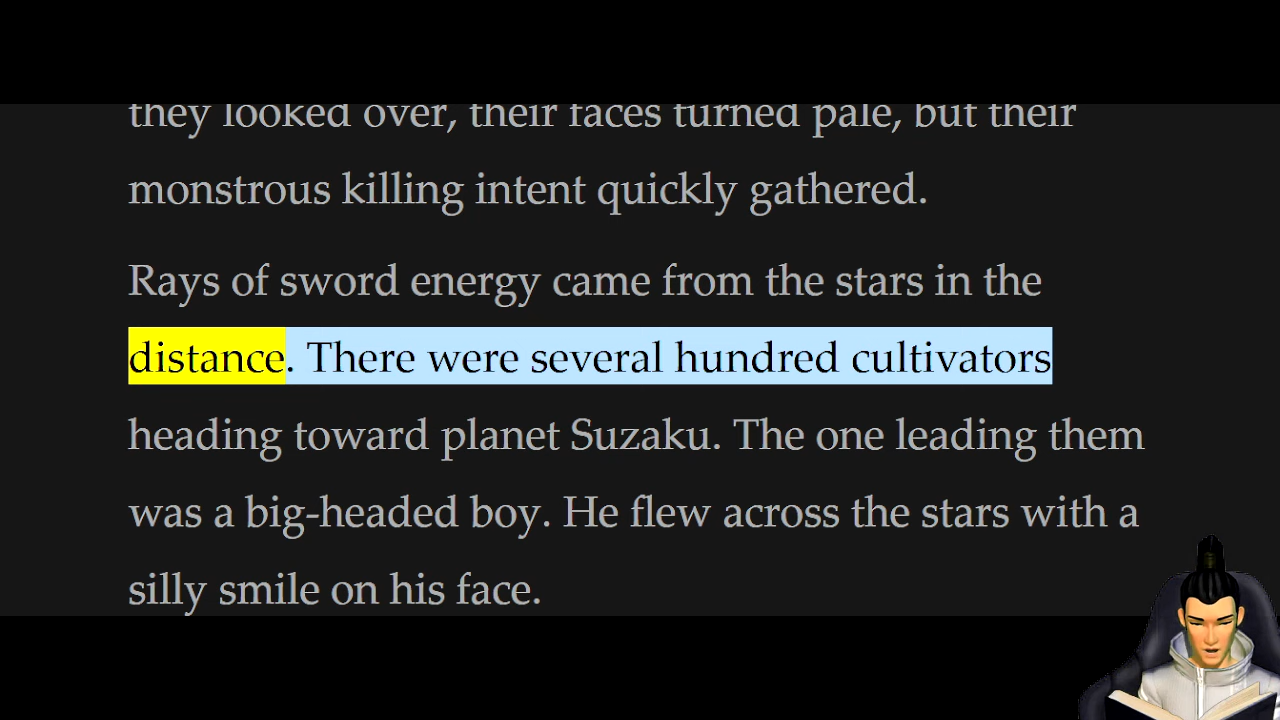 they looked over, their faces turned pale, but their
monstrous killing intent quickly gathered.
Rays of sword energy came from the stars in the
distance. There were several hundred cultivators
heading toward planet Suzaku. The one leading them
was a big-headed boy. He flew across the stars with a
silly smile on his face.